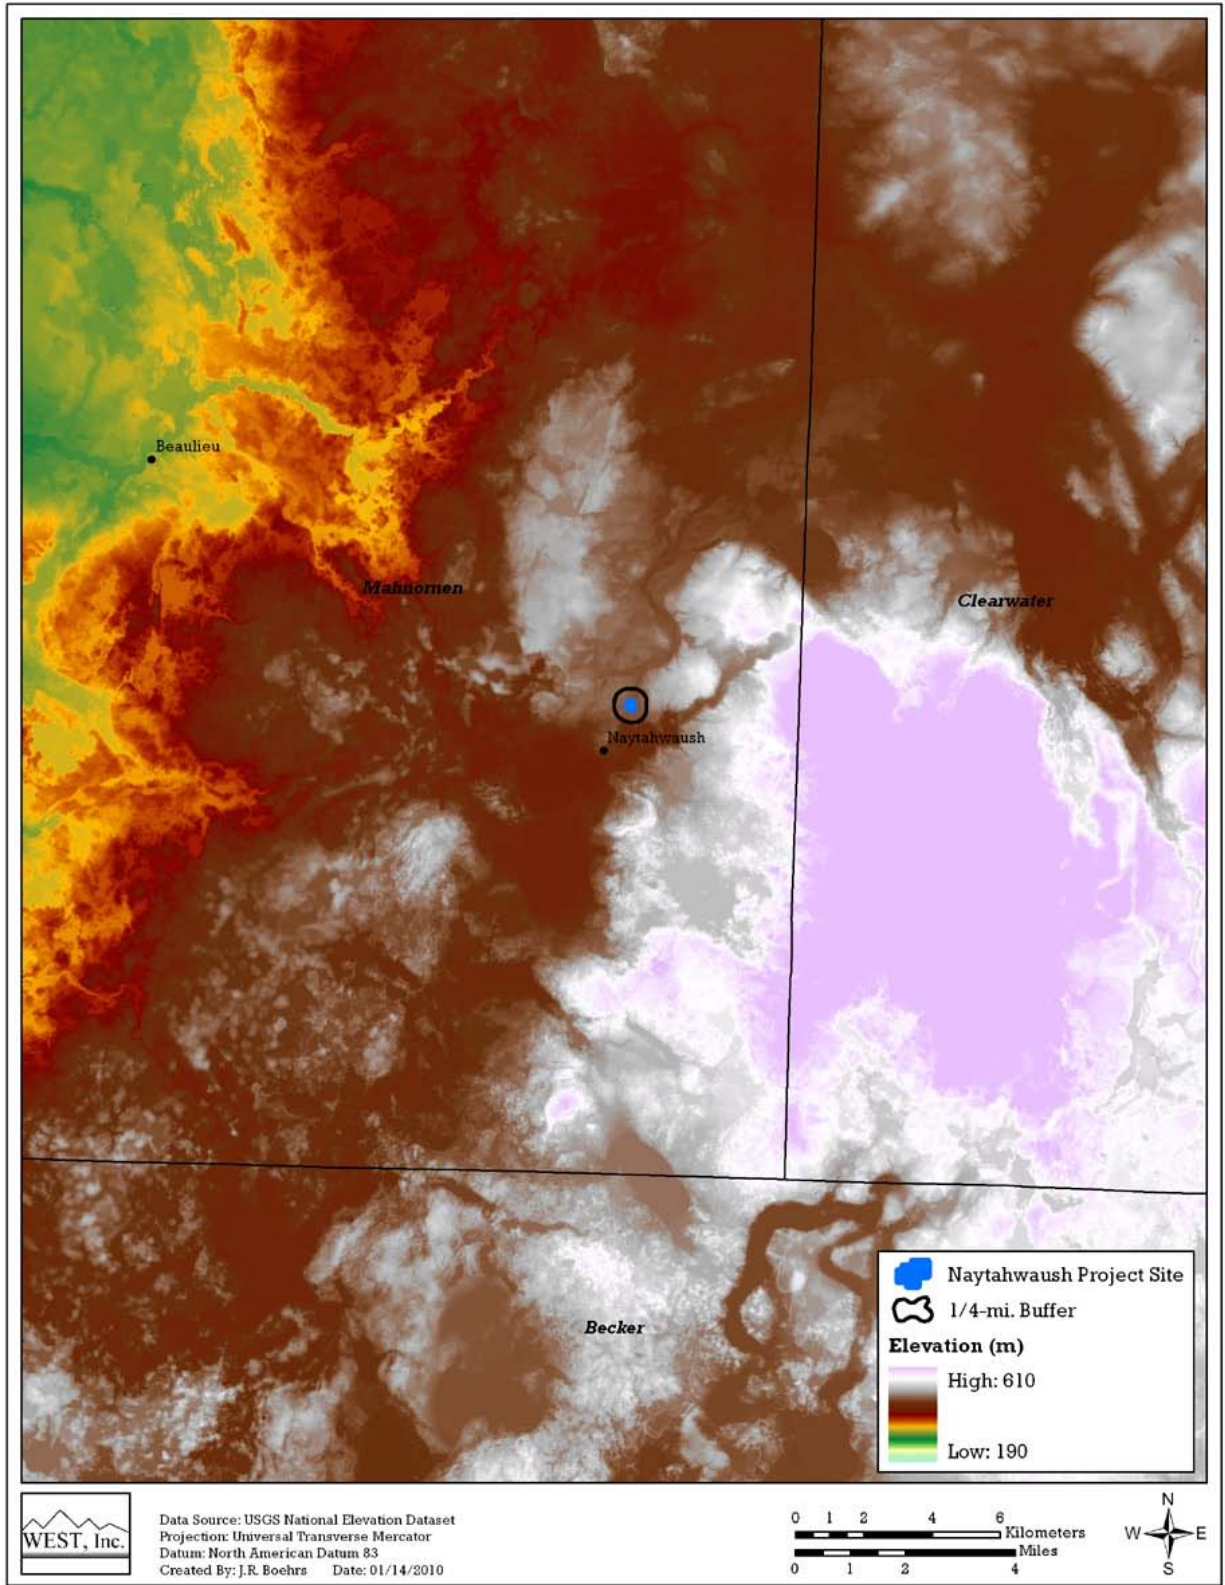 Beaulieu
Mahnomen
Clearwater
Naytahwaush
Becker
Naytahwaush Project Site
1/4-mi. Buffer
Elevation (m)
High: 610
Low: 190
WEST, Inc.
Data Source: USGS National Elevation Dataset
Projection: Universal Transverse Mercator
Datum: North American Datum 83
Created By: J.R. Boehrs Date: 01/14/2010
0 1 2 4 6
Kilometers
Miles
0 1 2 4
N
W E
S